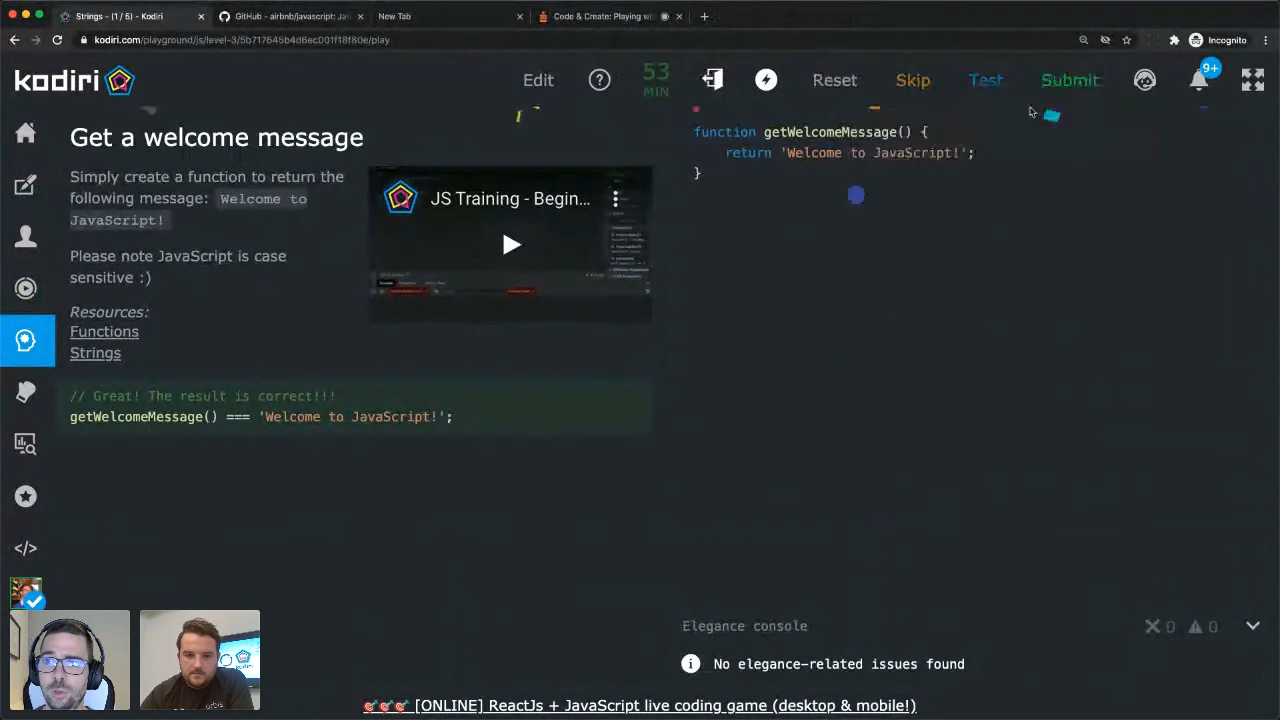 Strings - (1 / 5) - Kodiri
GitHub - airbnb/javascript: Ja
New Tab
Code & Create: Playing wi
kodiri.com/playground/js/level-3/5b717645b4d6ec001f18f80e/play
Incognito
kodiri
Edit
53
MIN
Reset
Skip
Test
Submit
9+
Get a welcome message
Simply create a function to return the
following message: Welcome to
JavaScript!
Please note JavaScript is case
sensitive :)
Resources:
Functions
Strings
JS Training - Begin...
// Great! The result is correct!!!
getWelcomeMessage() === 'Welcome to JavaScript!';
function getWelcomeMessage() {
return 'Welcome to JavaScript!';
}
Elegance console
0
0
No elegance-related issues found
kodiri
[ONLINE] ReactJs + JavaScript live coding game (desktop & mobile!)